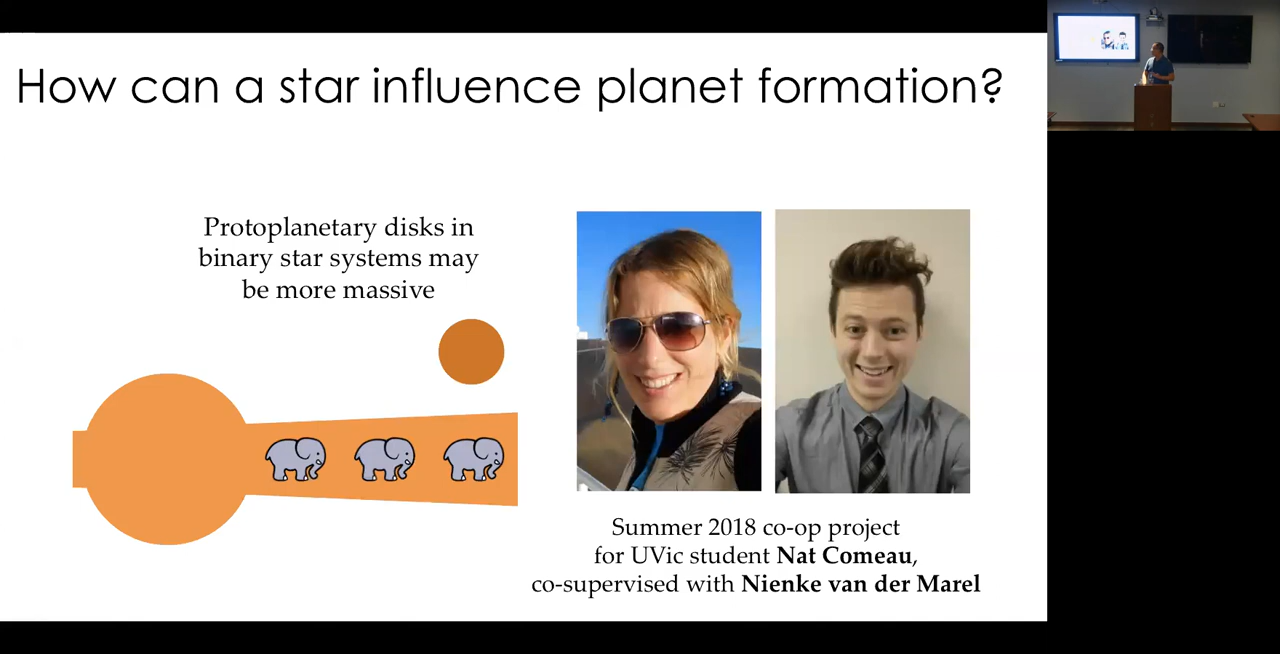 How can a star influence planet formation?
Protoplanetary disks in
binary star systems may
be more massive
Summer 2018 co-op project
for UVic student Nat Comeau,
co-supervised with Nienke van der Marel